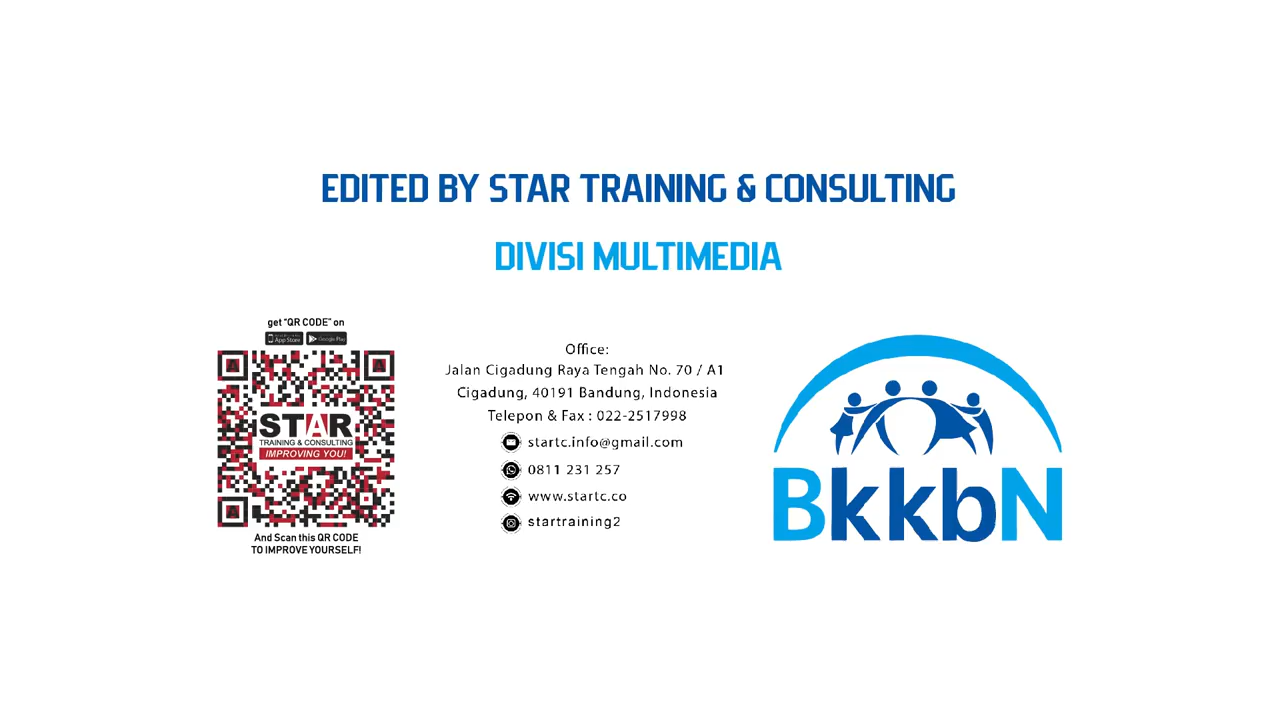 EDITED BY STAR TRAINING & CONSULTING
DIVISI MULTIMEDIA
get "QR CODE" on
App Store
Google Play
STAR
TRAINING & CONSULTING
IMPROVING YOU!
And Scan this QR CODE
TO IMPROVE YOURSELF!
Office:
Jalan Cigadung Raya Tengah No. 70 / A1
Cigadung, 40191 Bandung, Indonesia
Telepon & Fax : 022-2517998
startc.info@gmail.com
0811 231 257
www.startc.co
startraining2
BkkbN